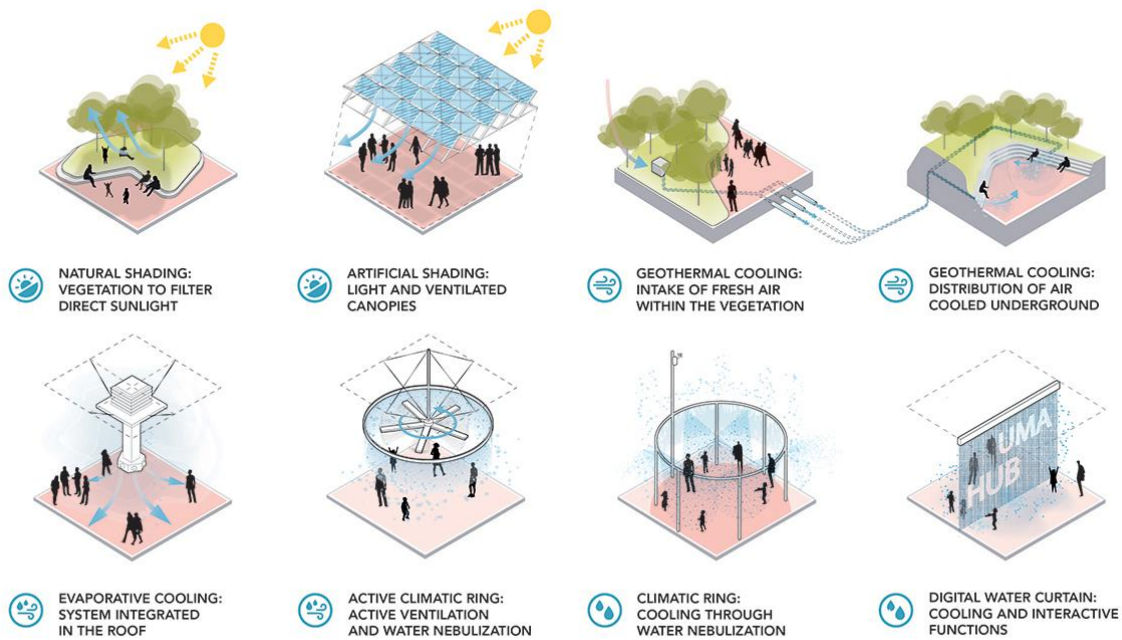 NATURAL SHADING:
VEGETATION TO FILTER
DIRECT SUNLIGHT
ARTIFICIAL SHADING:
LIGHT AND VENTILATED
CANOPIES
GEOTHERMAL COOLING:
INTAKE OF FRESH AIR
WITHIN THE VEGETATION
GEOTHERMAL COOLING:
DISTRIBUTION OF AIR
COOLED UNDERGROUND
UMA
HUB
EVAPORATIVE COOLING:
SYSTEM INTEGRATED
IN THE ROOF
ACTIVE CLIMATIC RING:
ACTIVE VENTILATION
AND WATER NEBULIZATION
CLIMATIC RING:
COOLING THROUGH
WATER NEBULIZATION
DIGITAL WATER CURTAIN:
COOLING AND INTERACTIVE
FUNCTIONS